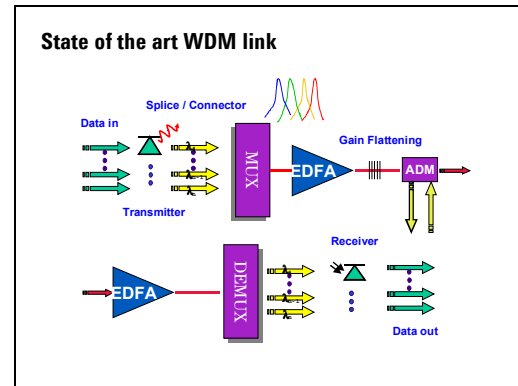 State of the art WDM link
Splice / Connector
Data in
Gain Flattening
MUX
EDFA
ADM
Transmitter
Receiver
EDFA
DEMUX
Data out